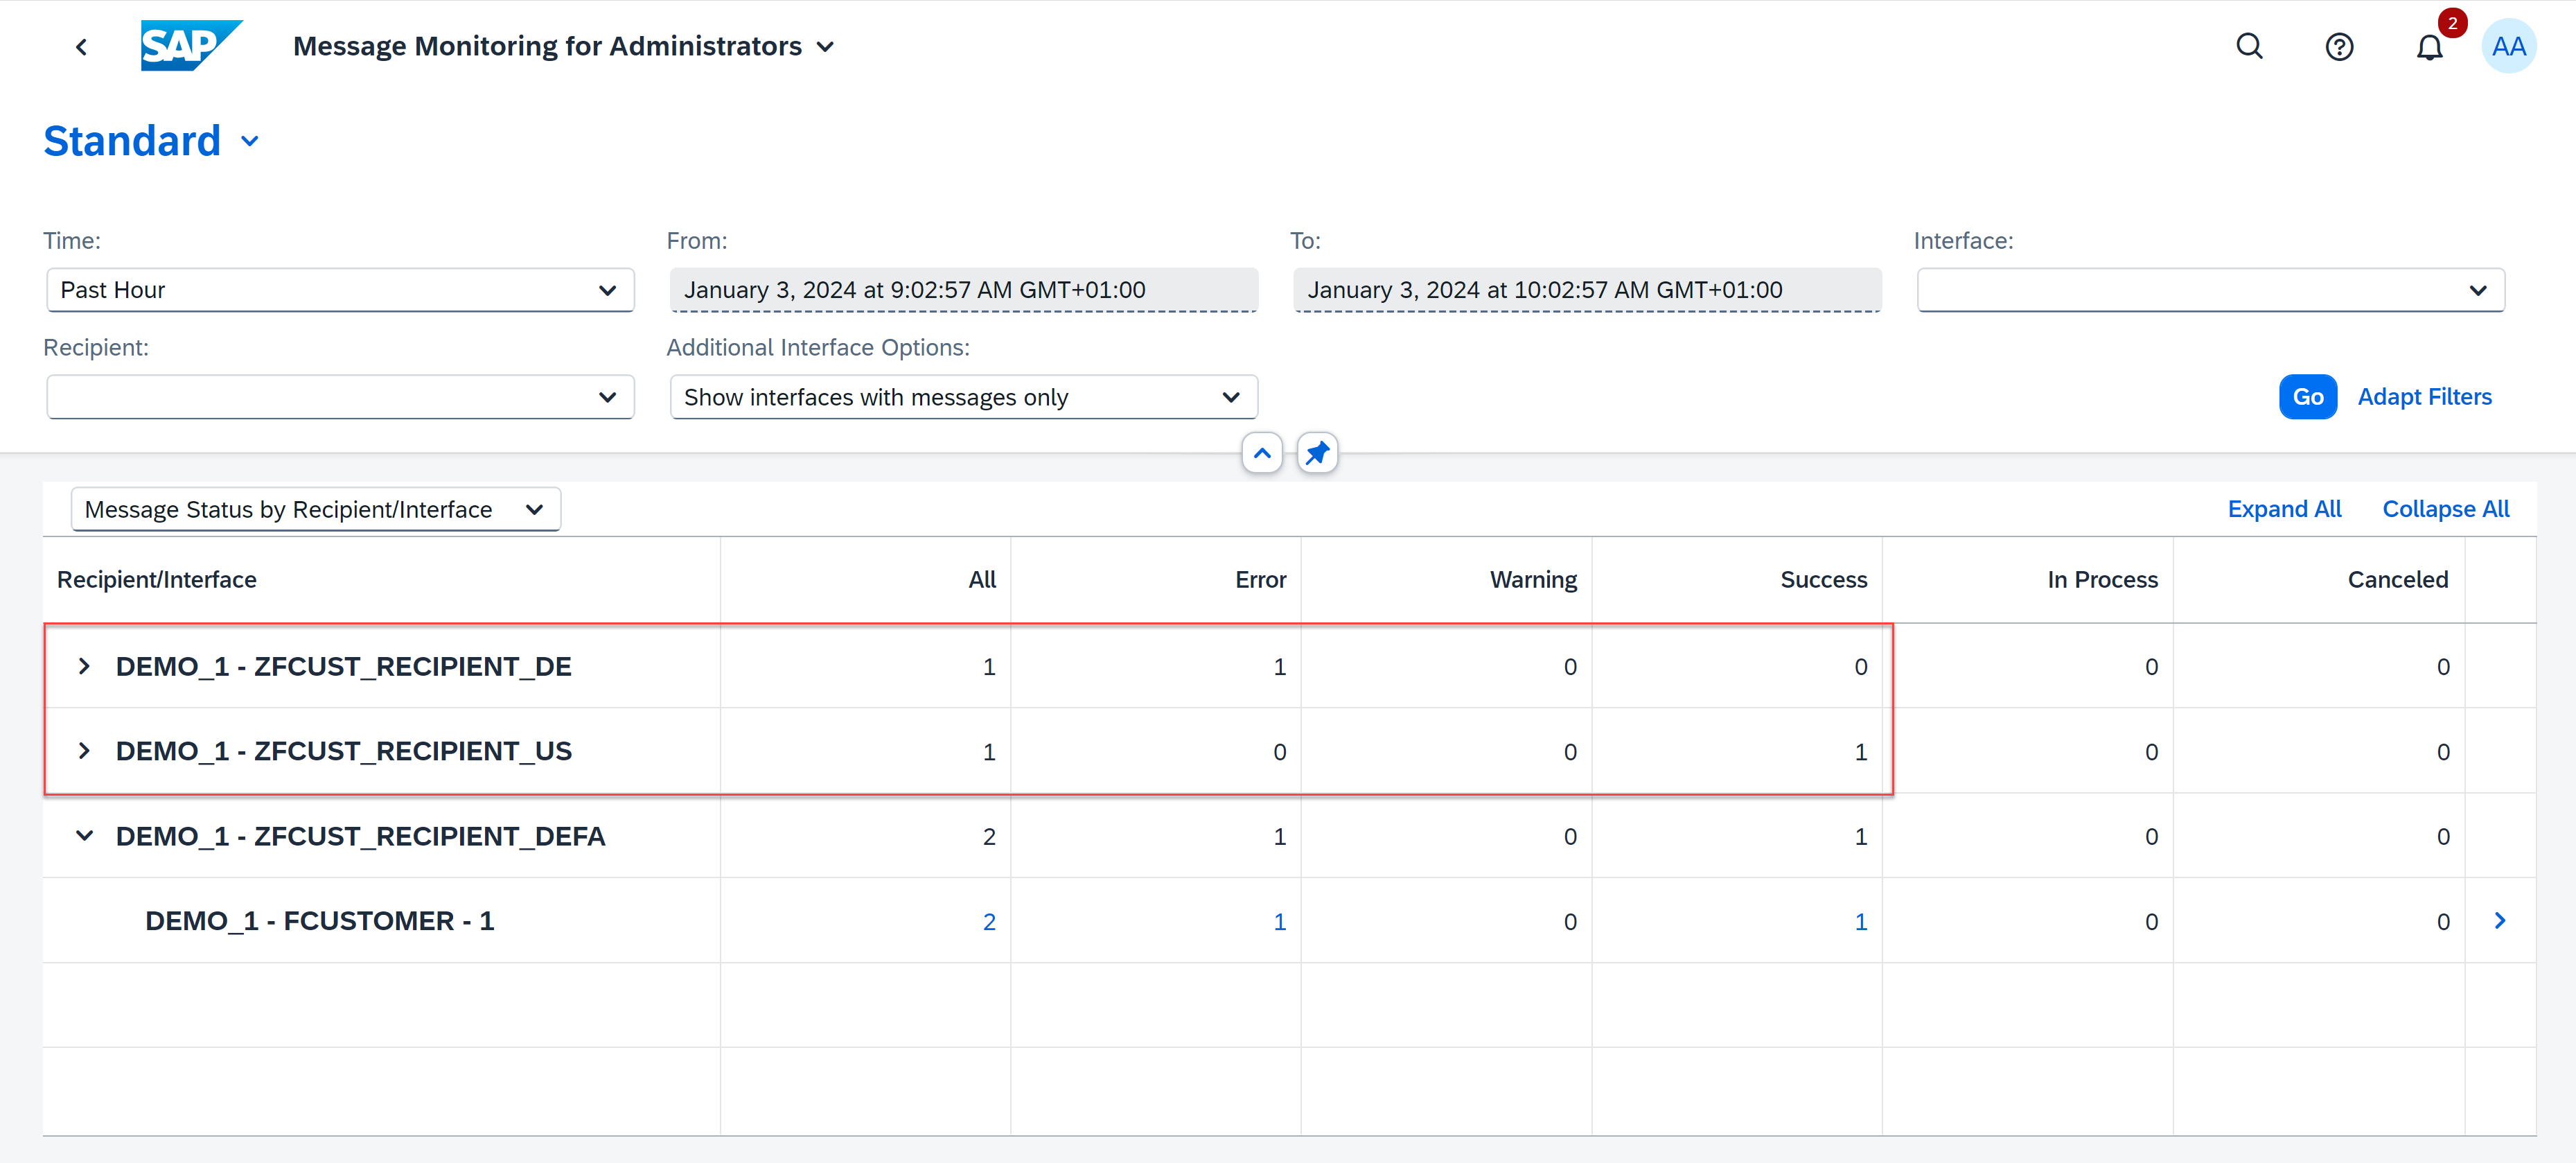 SAP Message Monitoring for Administrators 2 AA
Standard
Time: From: To: Interface:
Past Hour January 3, 2024 at 9:02:57 AM GMT+01:00 January 3, 2024 at 10:02:57 AM GMT+01:00
Recipient: Additional Interface Options:
Show interfaces with messages only Go Adapt Filters
Message Status by Recipient/Interface Expand All Collapse All
Recipient/Interface All Error Warning Success In Process Canceled
DEMO_1 - ZFCUST_RECIPIENT_DE 1 1 0 0 0 0
DEMO_1 - ZFCUST_RECIPIENT_US 1 0 0 1 0 0
DEMO_1 - ZFCUST_RECIPIENT_DEFA 2 1 0 1 0 0
DEMO_1 - FCUSTOMER - 1 2 1 0 1 0 0